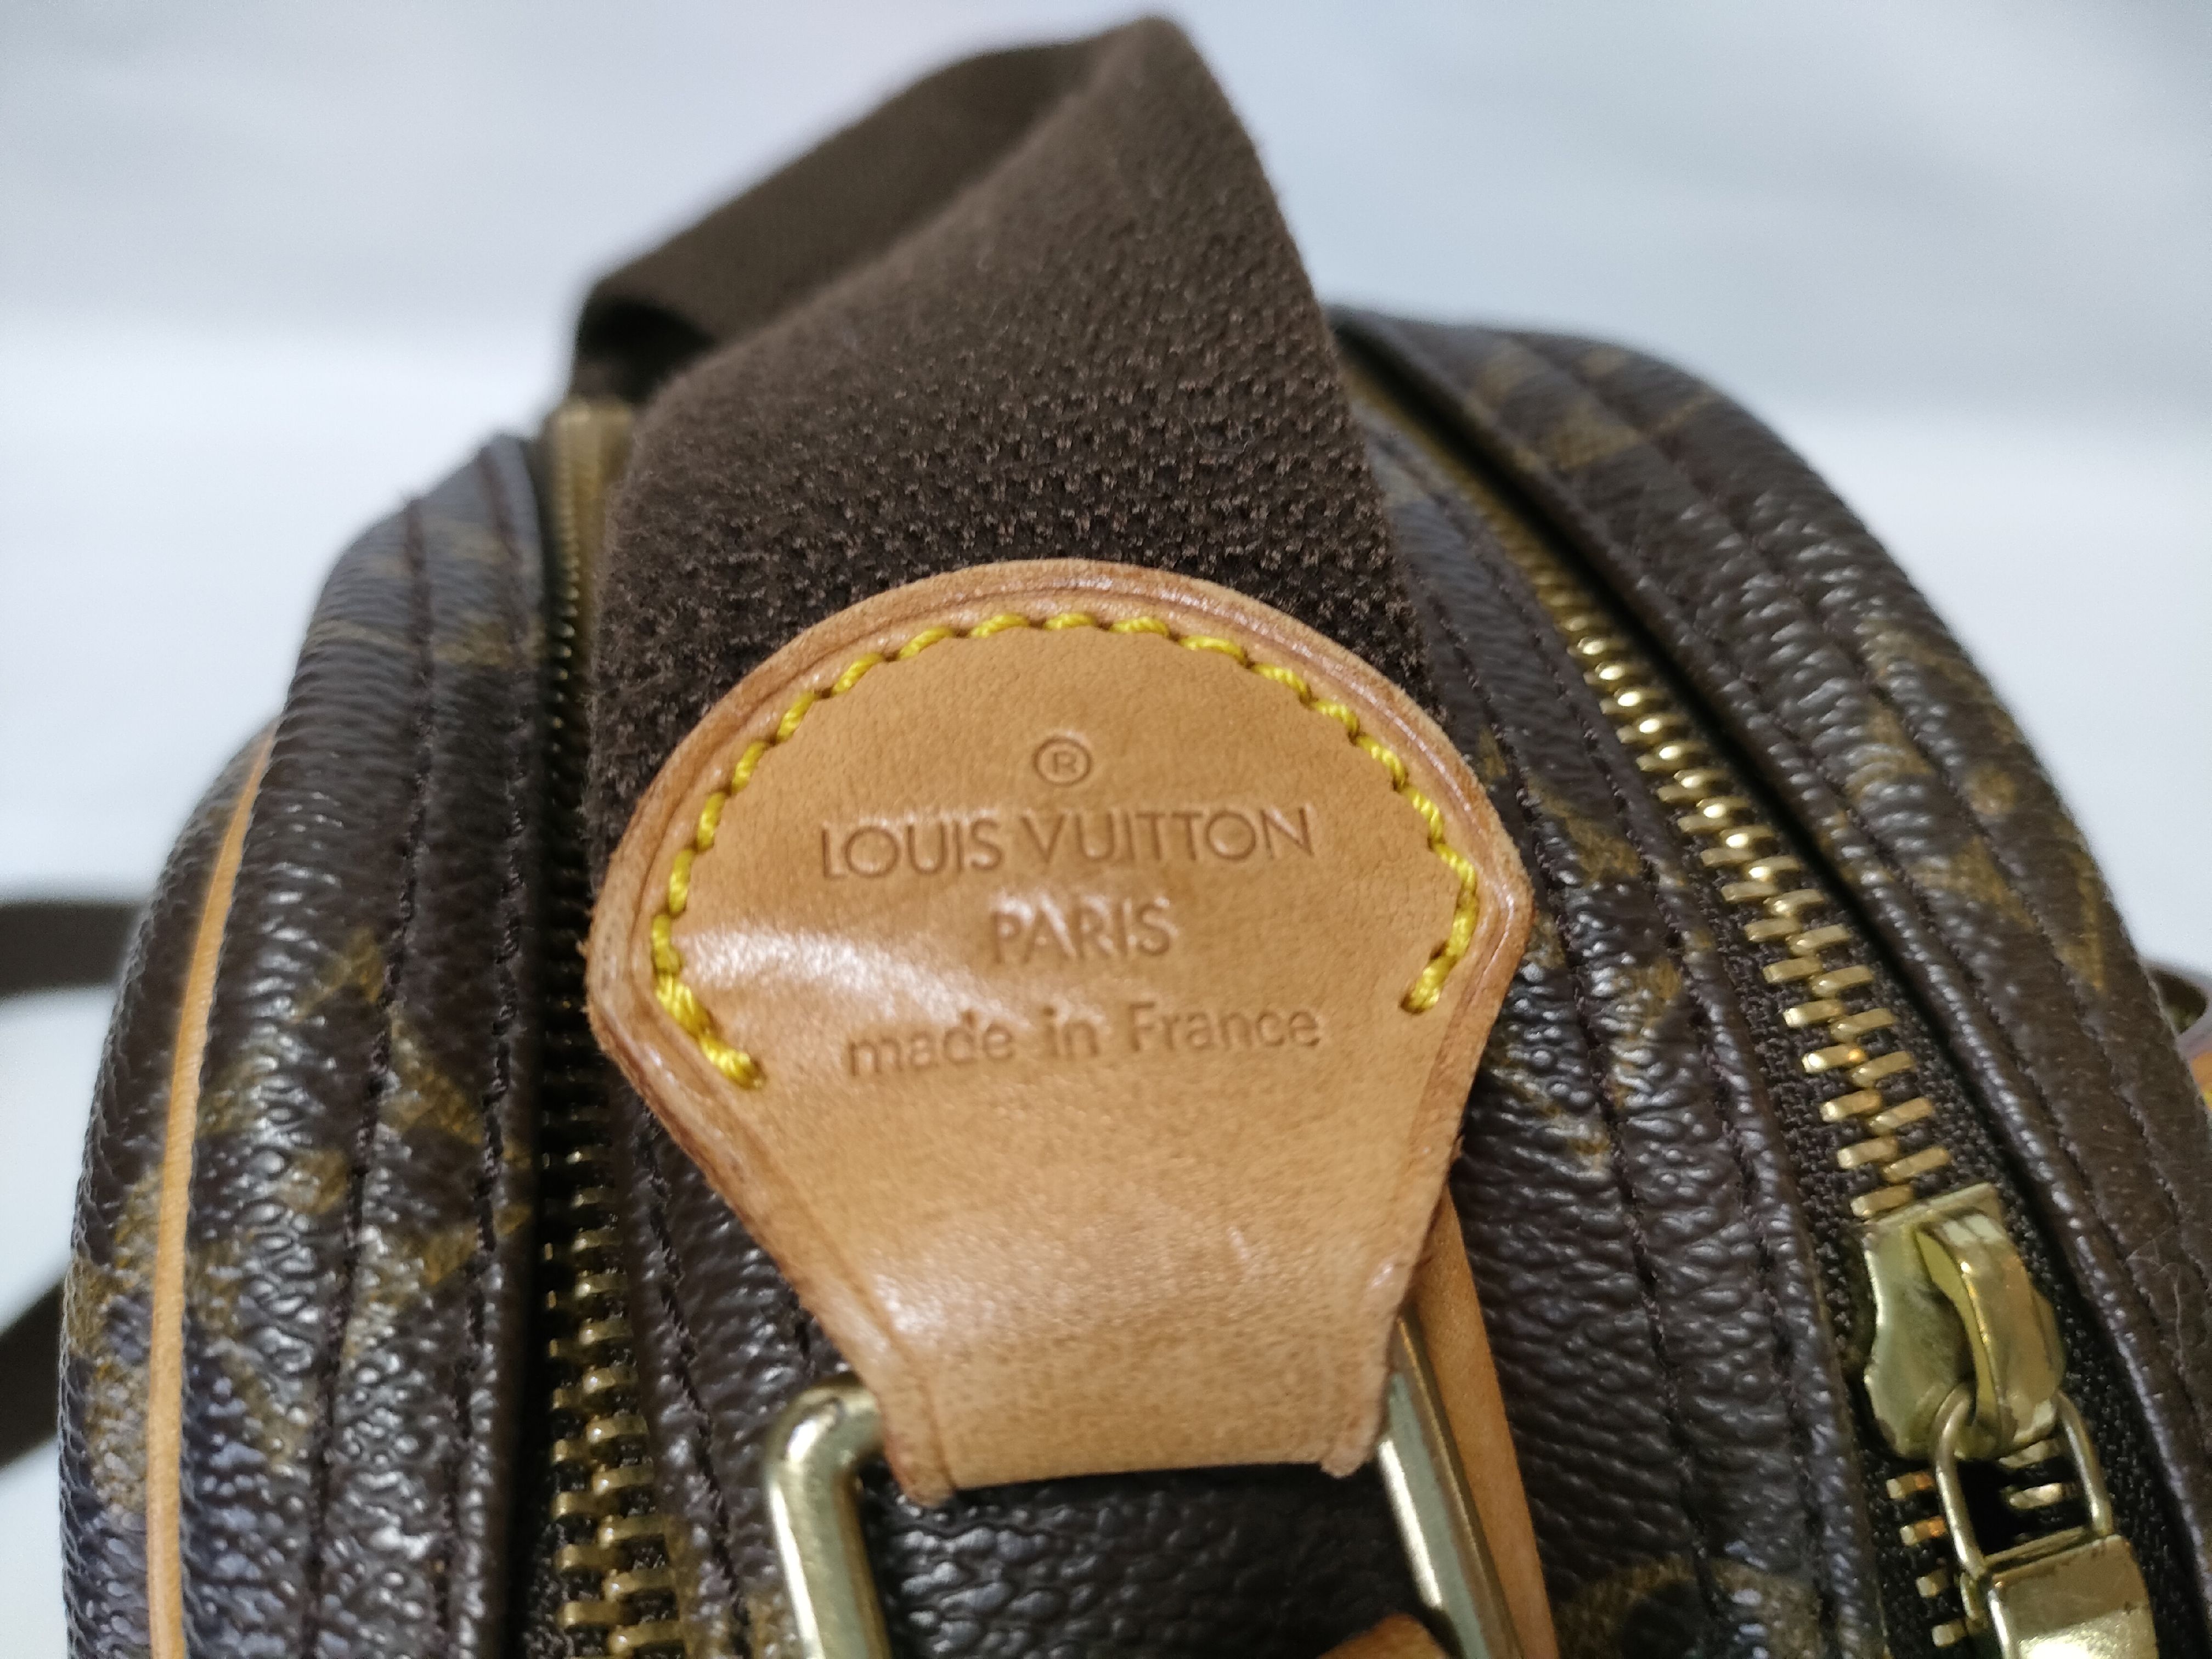 ®
LOUIS VUITTON
PARIS
made in France